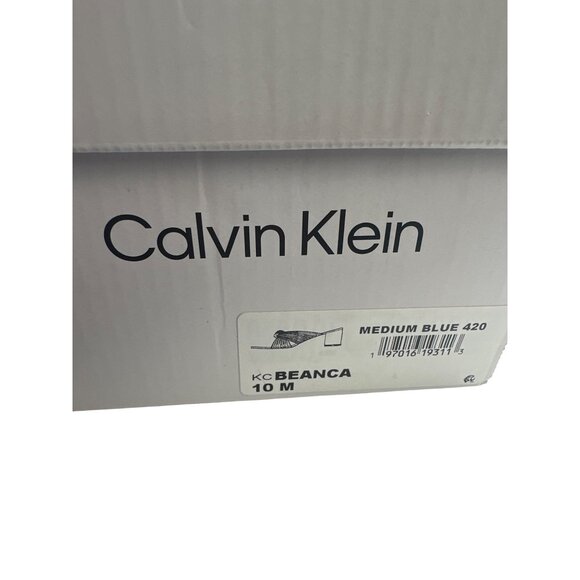 Calvin Klein
MEDIUM BLUE 420
1 97016 19311 3
KC BEANCA
10 M